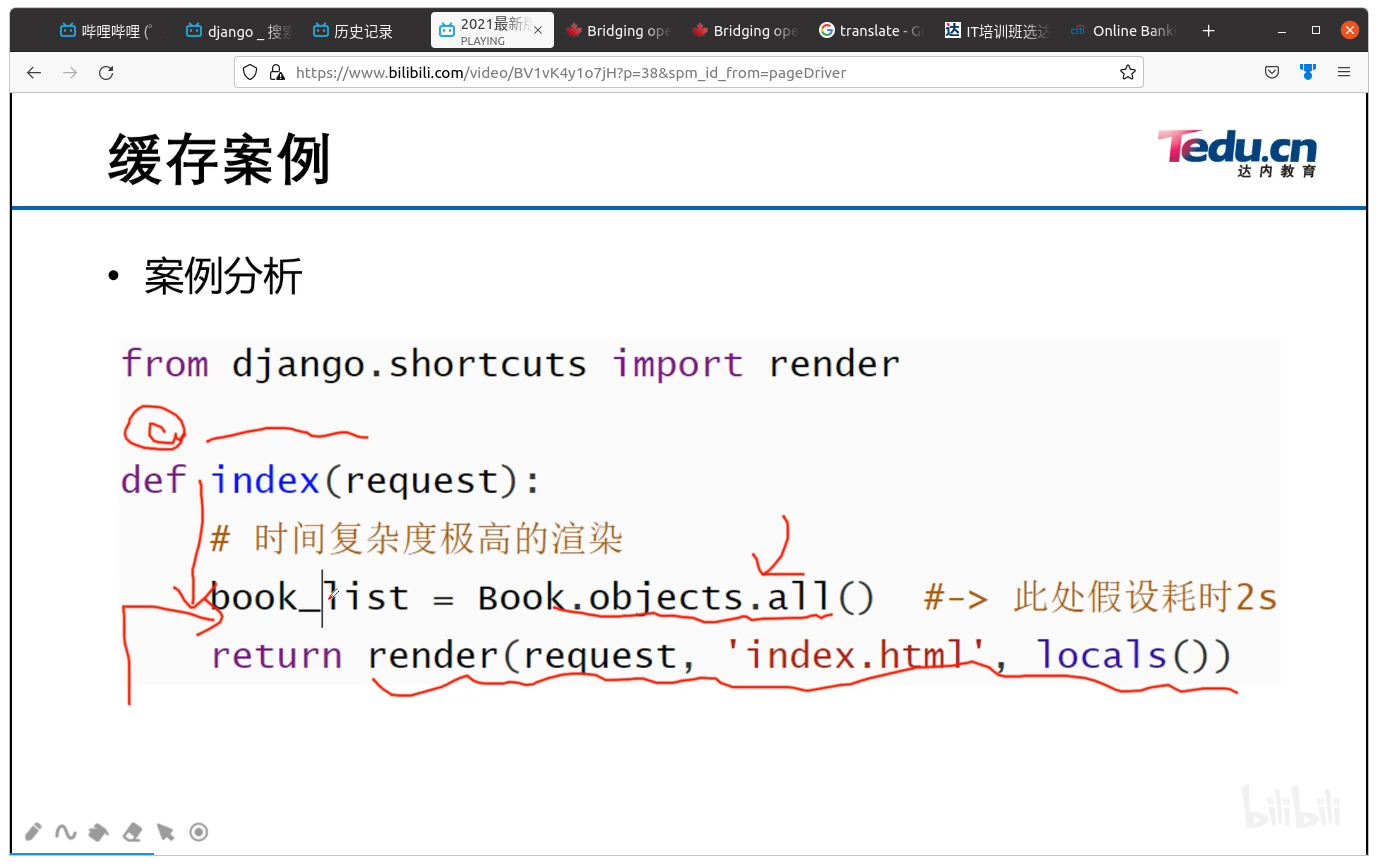 哔哩哔哩 (゜
django _ 搜索
历史记录
2021最新版
PLAYING
Bridging ope
Bridging ope
translate - G
IT培训班选达
Online Bank
https://www.bilibili.com/video/BV1vK4y1o7jH?p=38&spm_id_from=pageDriver
缓存案例
Tedu.cn
达内教育
• 案例分析
from django.shortcuts import render
def index(request):
# 时间复杂度极高的渲染
book_list = Book.objects.all() #-> 此处假设耗时2s
return render(request, 'index.html', locals())
bilibili